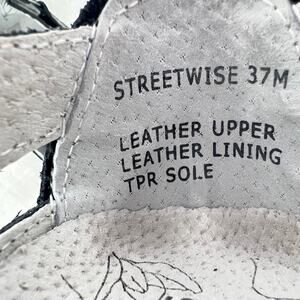 STREETWISE 37M
LEATHER UPPER
LEATHER LINING
TPR SOLE